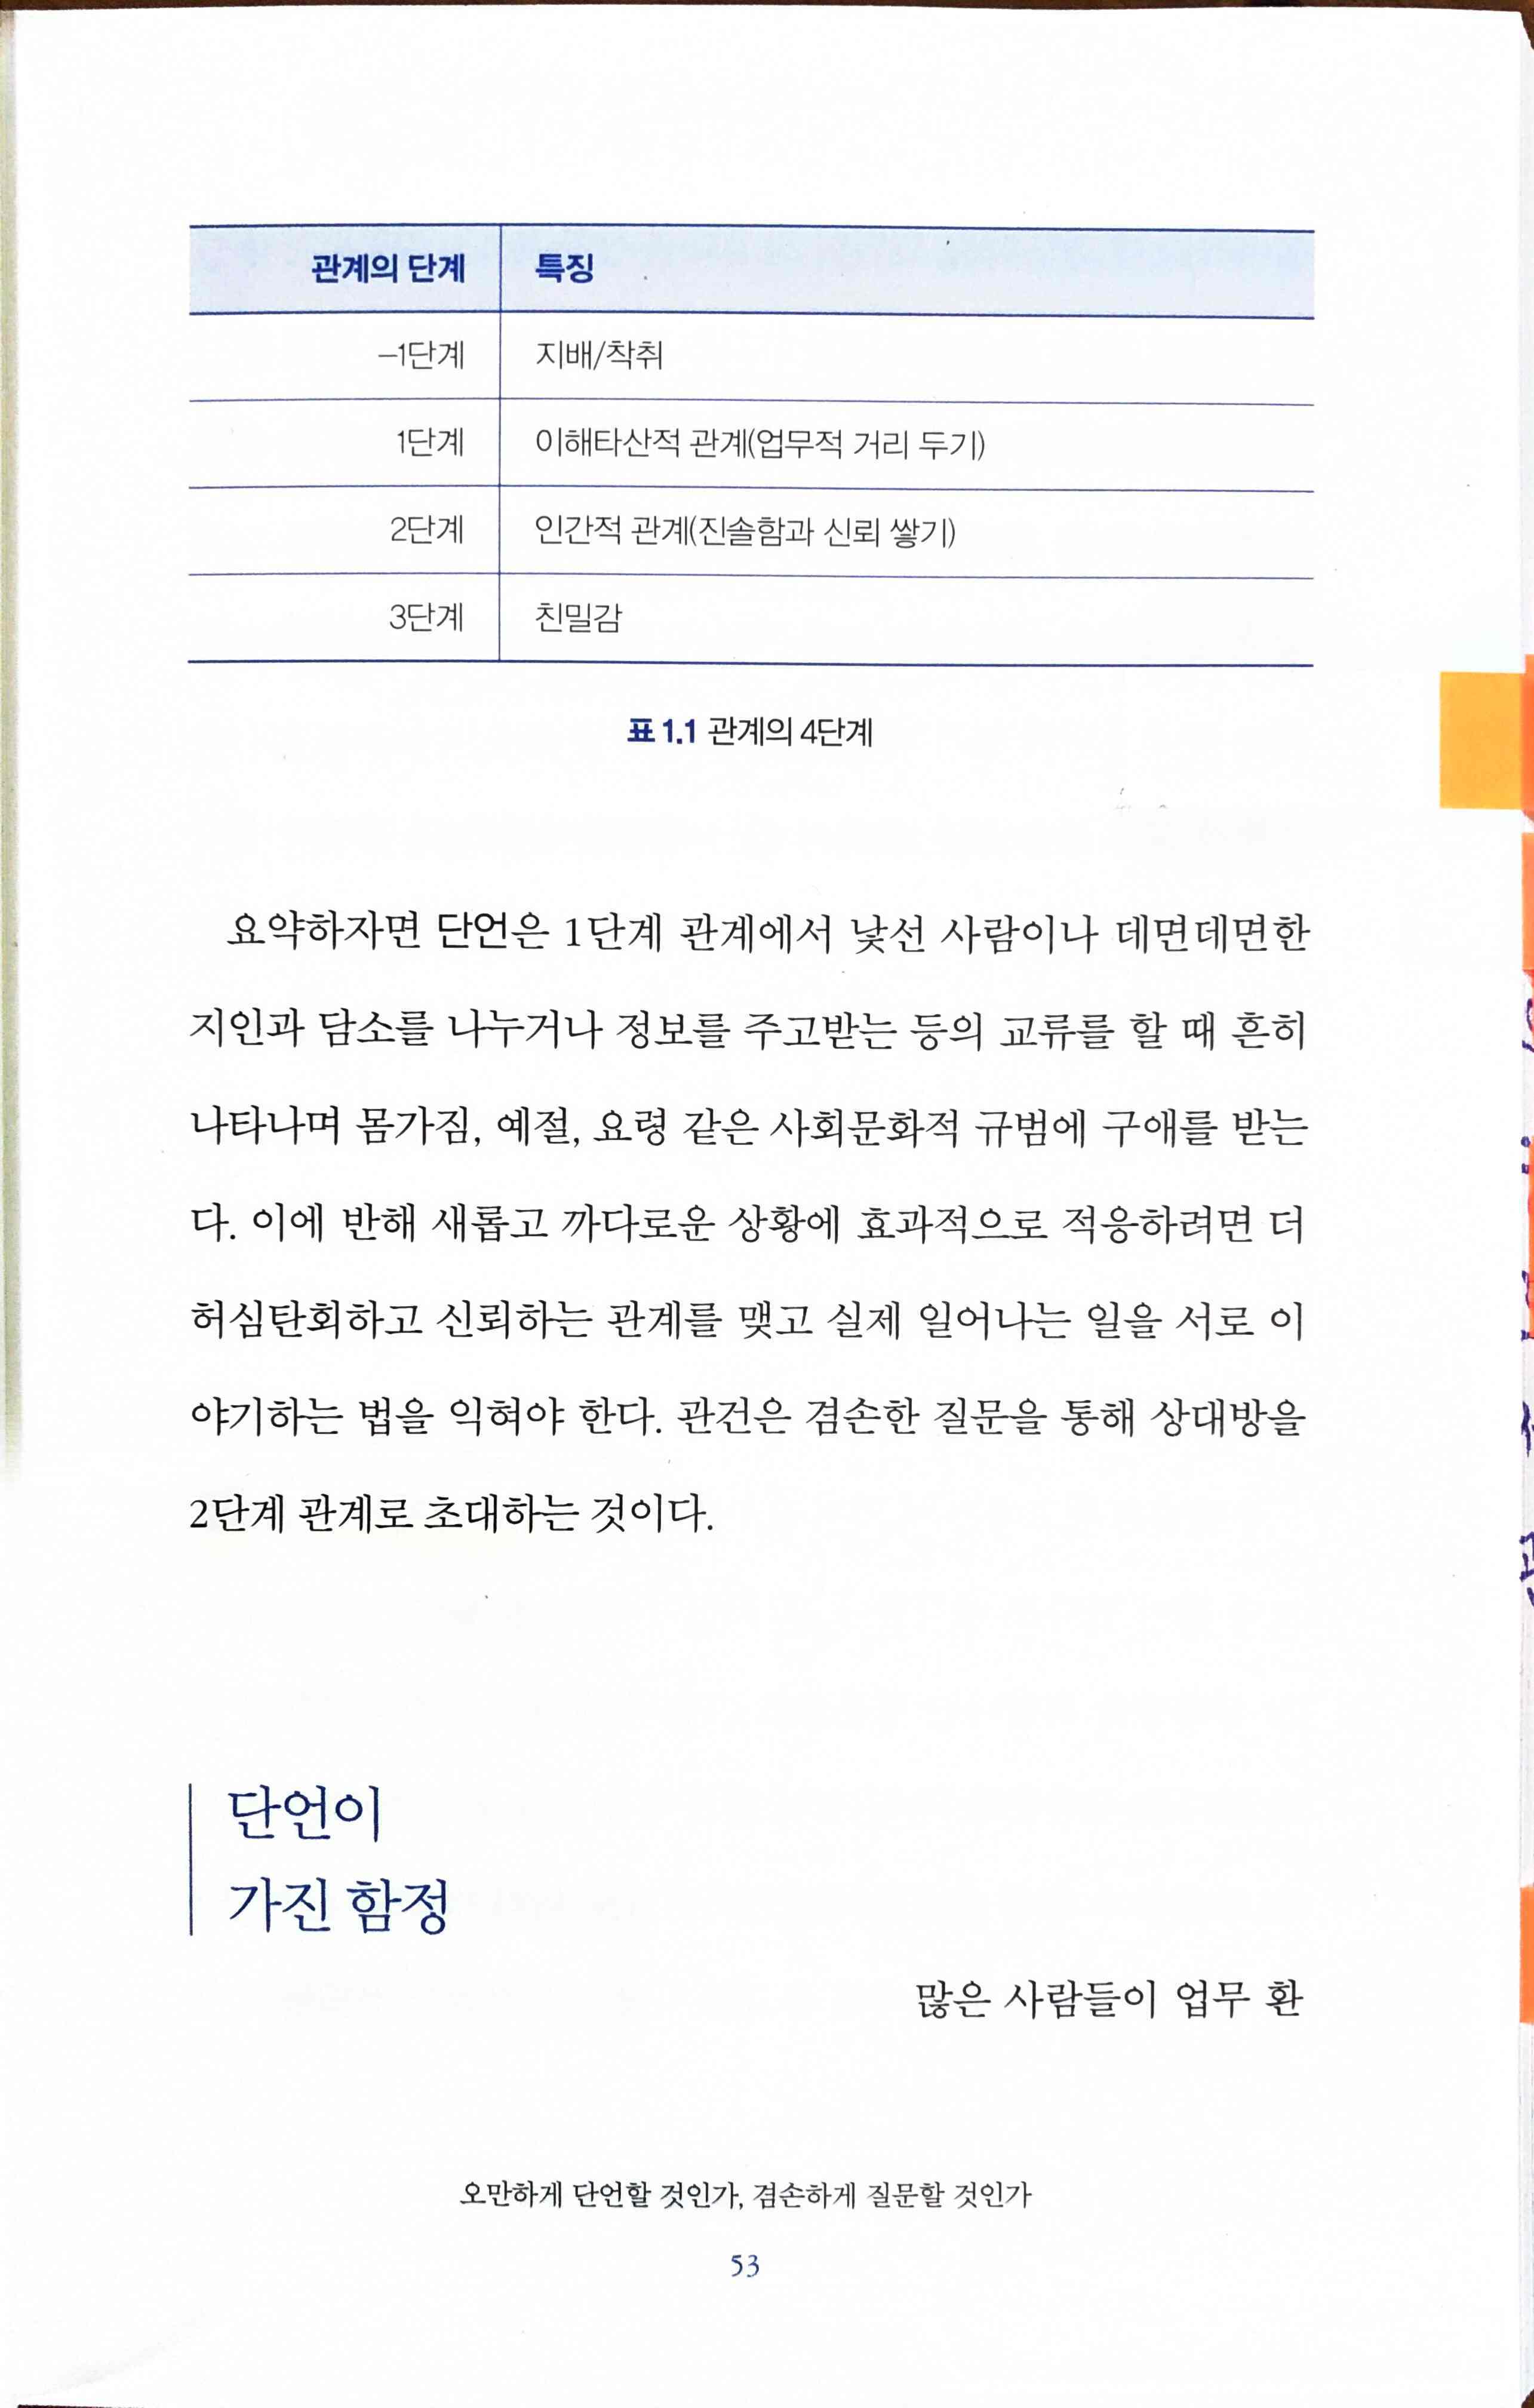 관계의 단계 특징
–1단계 지배/착취
1단계 이해타산적 관계(업무적 거리 두기)
2단계 인간적 관계(진솔함과 신뢰 쌓기)
3단계 친밀감
표 1.1 관계의 4단계
요약하자면 단언은 1단계 관계에서 낯선 사람이나 데면데면한
지인과 담소를 나누거나 정보를 주고받는 등의 교류를 할 때 흔히
나타나며 몸가짐, 예절, 요령 같은 사회문화적 규범에 구애를 받는
다. 이에 반해 새롭고 까다로운 상황에 효과적으로 적응하려면 더
허심탄회하고 신뢰하는 관계를 맺고 실제 일어나는 일을 서로 이
야기하는 법을 익혀야 한다. 관건은 겸손한 질문을 통해 상대방을
2단계 관계로 초대하는 것이다.
단언이
가진 함정
많은 사람들이 업무 환
오만하게 단언할 것인가, 겸손하게 질문할 것인가
53